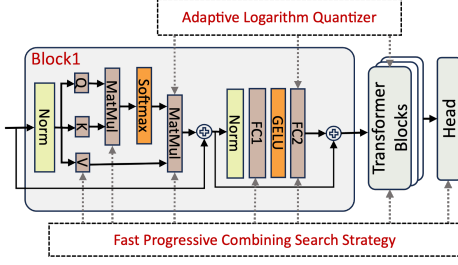 Adaptive Logarithm Quantizer
Block1
Norm
Q
K
V
MatMul
Softmax
MatMul
Norm
FC1
GELU
FC2
Transformer
Blocks
Head
Fast Progressive Combining Search Strategy